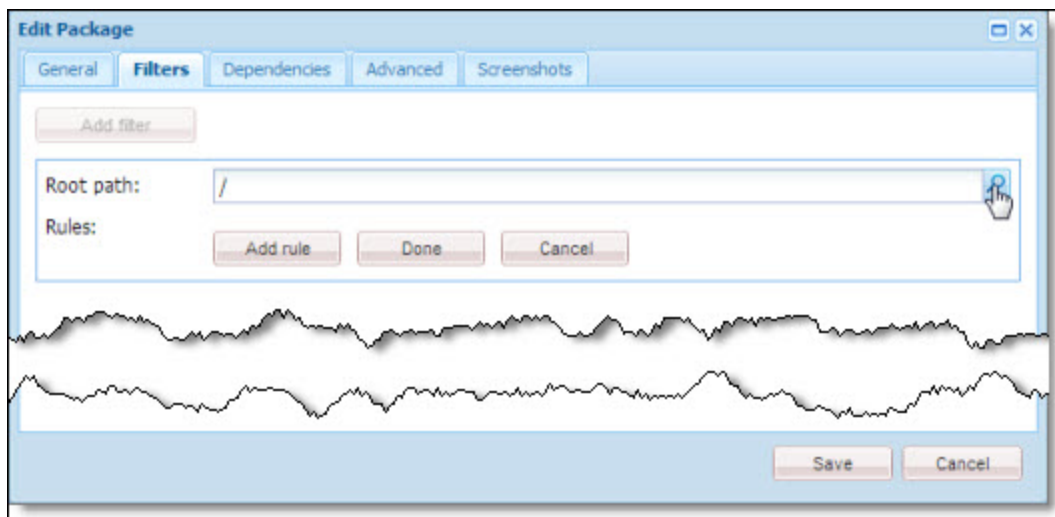 Edit Package
General Filters Dependencies Advanced Screenshots
Add filter
Root path: /
Rules:
Add rule Done Cancel
Save Cancel